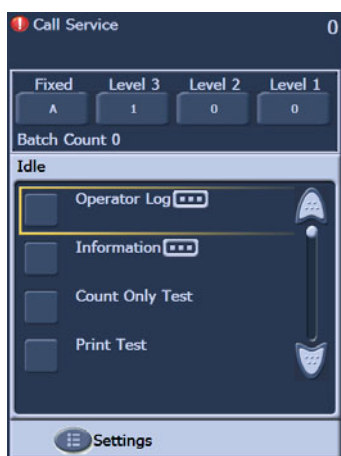 Call Service 0
Fixed Level 3 Level 2 Level 1
A 1 0 0
Batch Count 0
Idle
Operator Log
Information
Count Only Test
Print Test
Settings